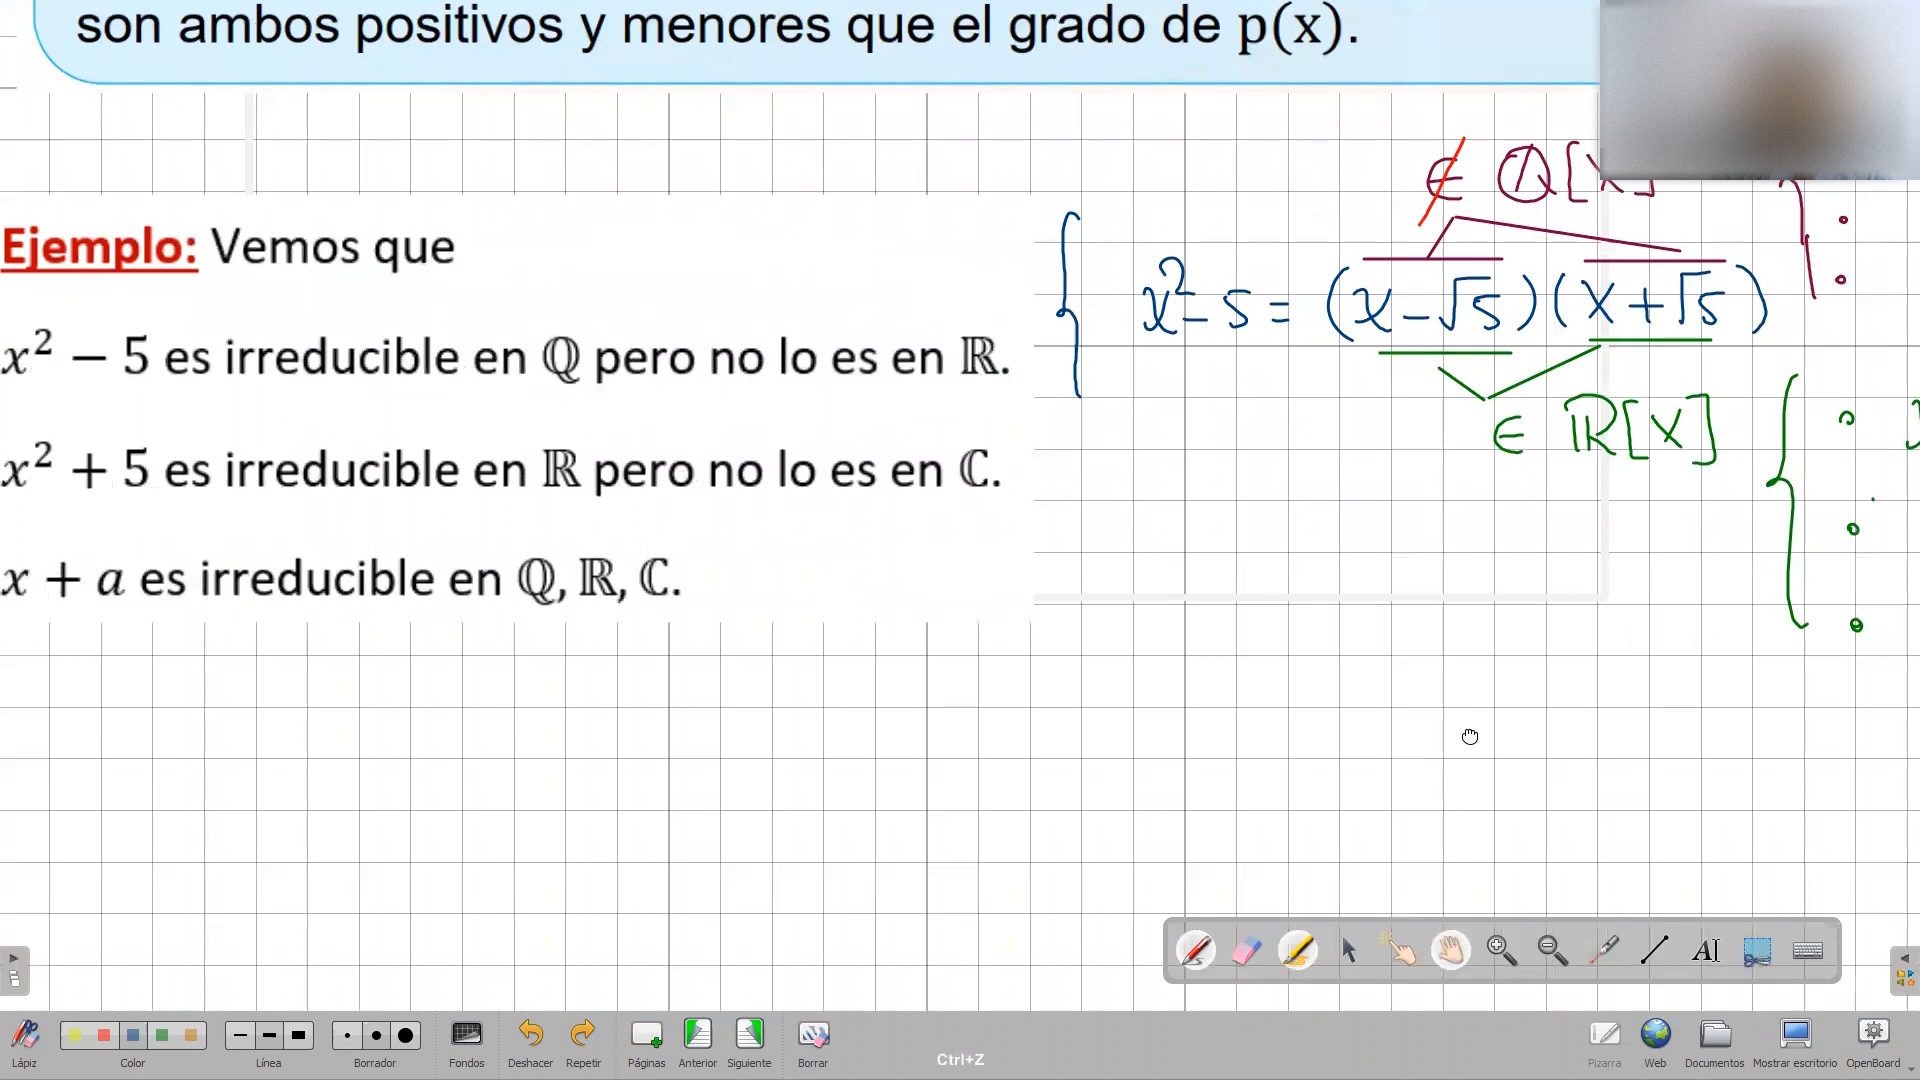 son ambos positivos y menores que el grado de p(x).
∉ ℚ[X]
Ejemplo: Vemos que
x² − 5 = (x − √5)(x + √5)
x² − 5 es irreducible en ℚ pero no lo es en ℝ.
∈ ℝ[X]
x² + 5 es irreducible en ℝ pero no lo es en ℂ.
x + a es irreducible en ℚ, ℝ, ℂ.
AI
Lápiz Color Línea Borrador Fondos Deshacer Repetir Páginas Anterior Siguiente Borrar Ctrl+Z Pizarra Web Documentos Mostrar escritorio OpenBoard